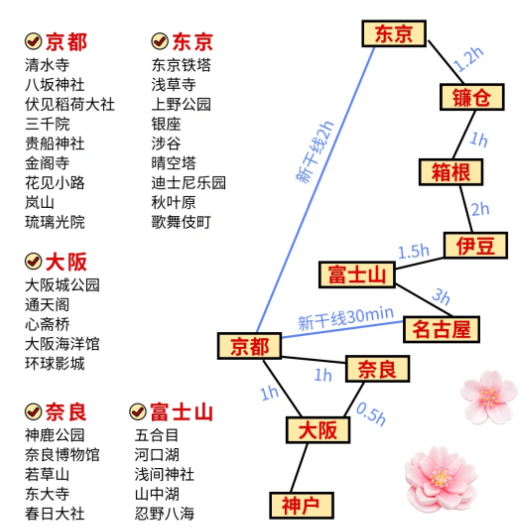 京都
清水寺
八坂神社
伏见稻荷大社
三千院
贵船神社
金阁寺
花见小路
岚山
琉璃光院
东京
东京铁塔
浅草寺
上野公园
银座
涉谷
晴空塔
迪士尼乐园
秋叶原
歌舞伎町
大阪
大阪城公园
通天阁
心斋桥
大阪海洋馆
环球影城
奈良
神鹿公园
奈良博物馆
若草山
东大寺
春日大社
富士山
五合目
河口湖
浅间神社
山中湖
忍野八海
东京
1.2h
镰仓
新干线2h
1h
箱根
2h
伊豆
1.5h
富士山
3h
新干线30min
名古屋
京都
1h
奈良
1h
0.5h
大阪
神户